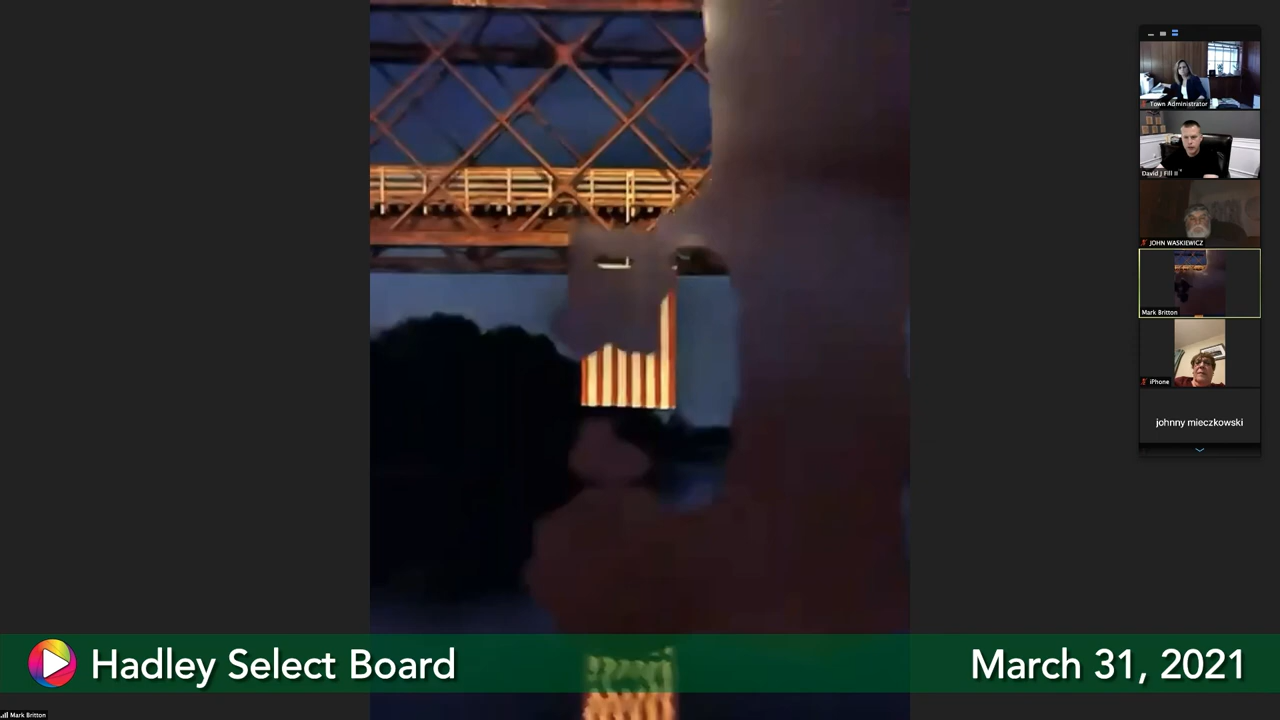 Town Administrator
David J Fill II
JOHN WASKIEWICZ
Mark Britton
iPhone
johnny mieczkowski
Hadley Select Board
March 31, 2021
Mark Britton